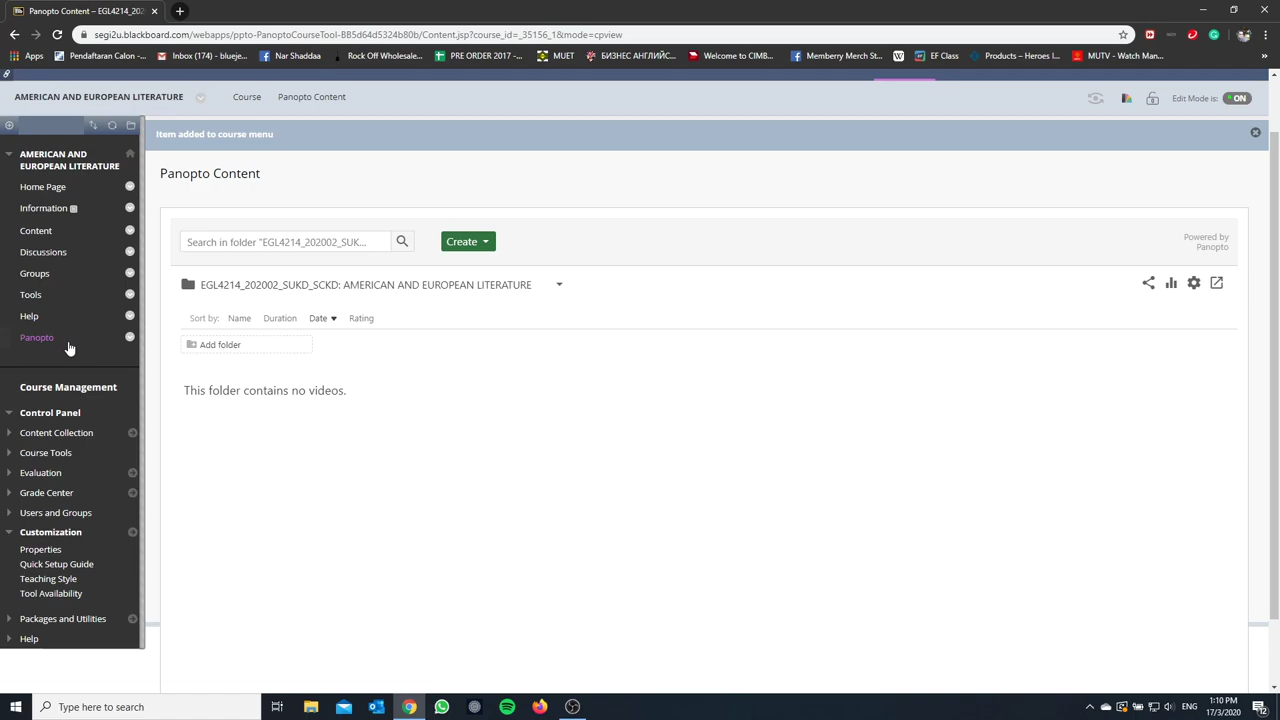 Panopto Content – EGL4214_202
segi2u.blackboard.com/webapps/ppto-PanoptoCourseTool-BB5d64d5324b80b/Content.jsp?course_id=_35156_1&mode=cpview
Apps
Pendaftaran Calon -...
Inbox (174) - blueje...
Nar Shaddaa
Rock Off Wholesale...
PRE ORDER 2017 -...
MUET
БИЗНЕС АНГЛИЙС...
Welcome to CIMB...
Memberry Merch St...
WordFinder
EF Class
Products – Heroes I...
MUTV - Watch Man...
AMERICAN AND EUROPEAN LITERATURE
Course
Panopto Content
Edit Mode is:
ON
Item added to course menu
AMERICAN AND
EUROPEAN LITERATURE
Home Page
Information
Content
Discussions
Groups
Tools
Help
Panopto
Course Management
Control Panel
Content Collection
Course Tools
Evaluation
Grade Center
Users and Groups
Customization
Properties
Quick Setup Guide
Teaching Style
Tool Availability
Packages and Utilities
Help
Panopto Content
Search in folder "EGL4214_202002_SUK...
Create
Powered by
Panopto
EGL4214_202002_SUKD_SCKD: AMERICAN AND EUROPEAN LITERATURE
Sort by: Name Duration Date Rating
Add folder
This folder contains no videos.
Type here to search
ENG
1:10 PM
17/3/2020
12